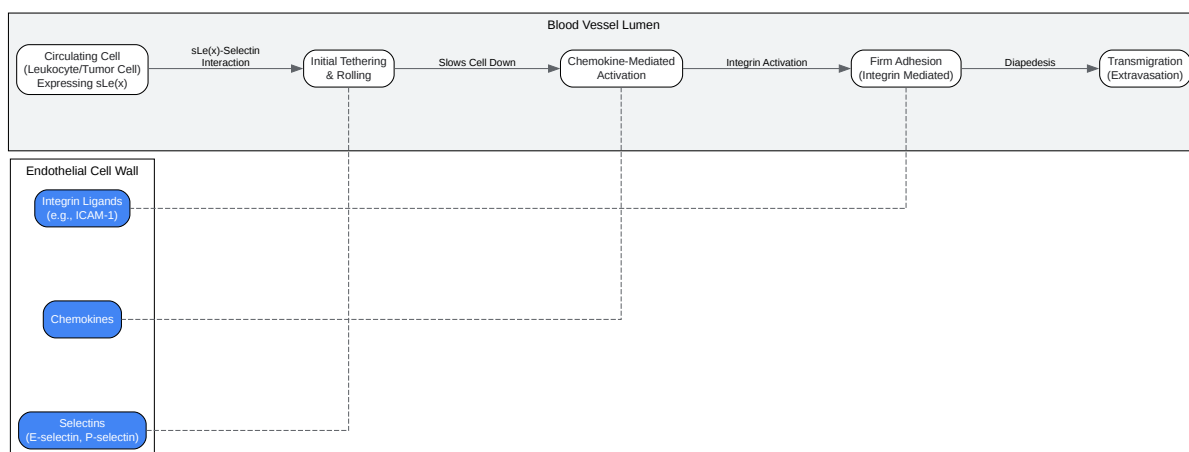 Blood Vessel Lumen
Circulating Cell
(Leukocyte/Tumor Cell)
Expressing sLe(x)
sLe(x)-Selectin
Interaction
Initial Tethering
& Rolling
Slows Cell Down
Chemokine-Mediated
Activation
Integrin Activation
Firm Adhesion
(Integrin Mediated)
Diapedesis
Transmigration
(Extravasation)
Endothelial Cell Wall
Integrin Ligands
(e.g., ICAM-1)
Chemokines
Selectins
(E-selectin, P-selectin)